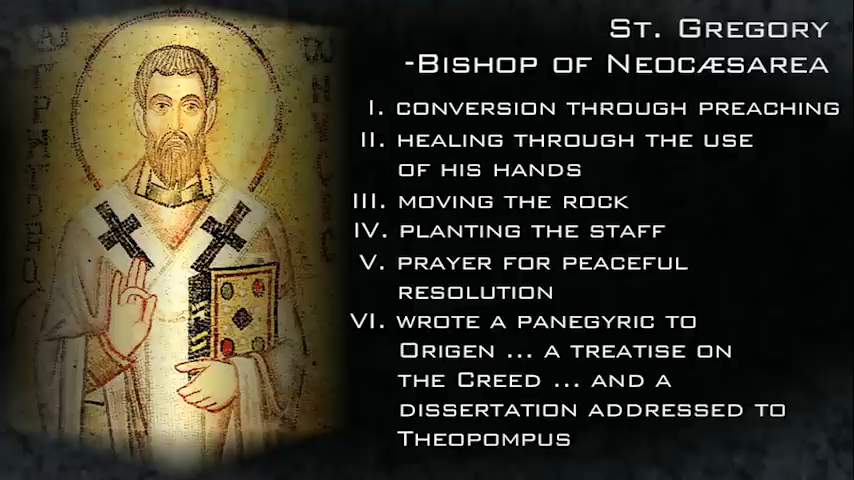 St. Gregory
-Bishop of Neocæsarea
I. conversion through preaching
II. healing through the use
of his hands
III. moving the rock
IV. planting the staff
V. prayer for peaceful
resolution
VI. wrote a panegyric to
Origen ... a treatise on
the Creed ... and a
dissertation addressed to
Theopompus